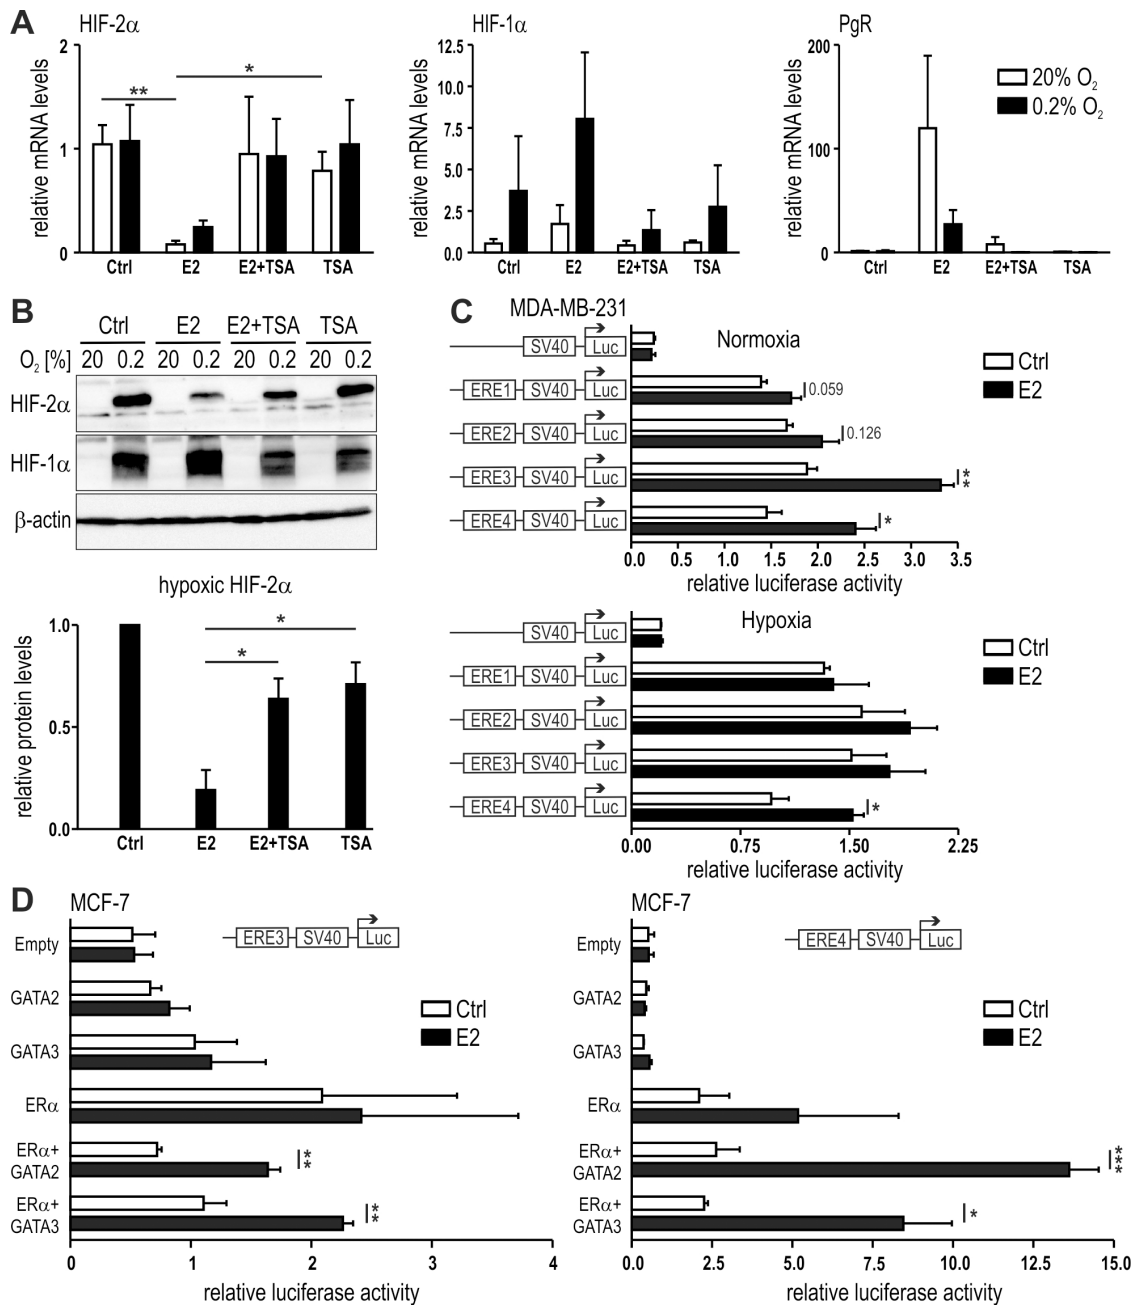 A
HIF-2α
HIF-1α
PgR
relative mRNA levels
2
1
0
**
*
Ctrl
E2
E2+TSA
TSA
relative mRNA levels
12.5
10.0
7.5
5.0
2.5
0
Ctrl
E2
E2+TSA
TSA
relative mRNA levels
200
100
0
Ctrl
E2
E2+TSA
TSA
20% O2
0.2% O2
B
Ctrl E2 E2+TSA TSA
O2 [%] 20 0.2 20 0.2 20 0.2 20 0.2
HIF-2α
HIF-1α
β-actin
hypoxic HIF-2α
relative protein levels
1.0
0.5
0.0
*
*
Ctrl
E2
E2+TSA
TSA
C
MDA-MB-231
Normoxia
SV40 Luc
ERE1 SV40 Luc
0.059
ERE2 SV40 Luc
0.126
ERE3 SV40 Luc
**
ERE4 SV40 Luc
*
Ctrl
E2
0.0 0.5 1.0 1.5 2.0 2.5 3.0 3.5
relative luciferase activity
Hypoxia
SV40 Luc
ERE1 SV40 Luc
ERE2 SV40 Luc
ERE3 SV40 Luc
ERE4 SV40 Luc
*
Ctrl
E2
0.00 0.75 1.50 2.25
relative luciferase activity
D
MCF-7
ERE3 SV40 Luc
Empty
GATA2
GATA3
ERα
ERα+
GATA2
**
ERα+
GATA3
**
Ctrl
E2
0 1 2 3 4
relative luciferase activity
MCF-7
ERE4 SV40 Luc
Empty
GATA2
GATA3
ERα
ERα+
GATA2
***
ERα+
GATA3
*
Ctrl
E2
0.0 2.5 5.0 7.5 10.0 12.5 15.0
relative luciferase activity